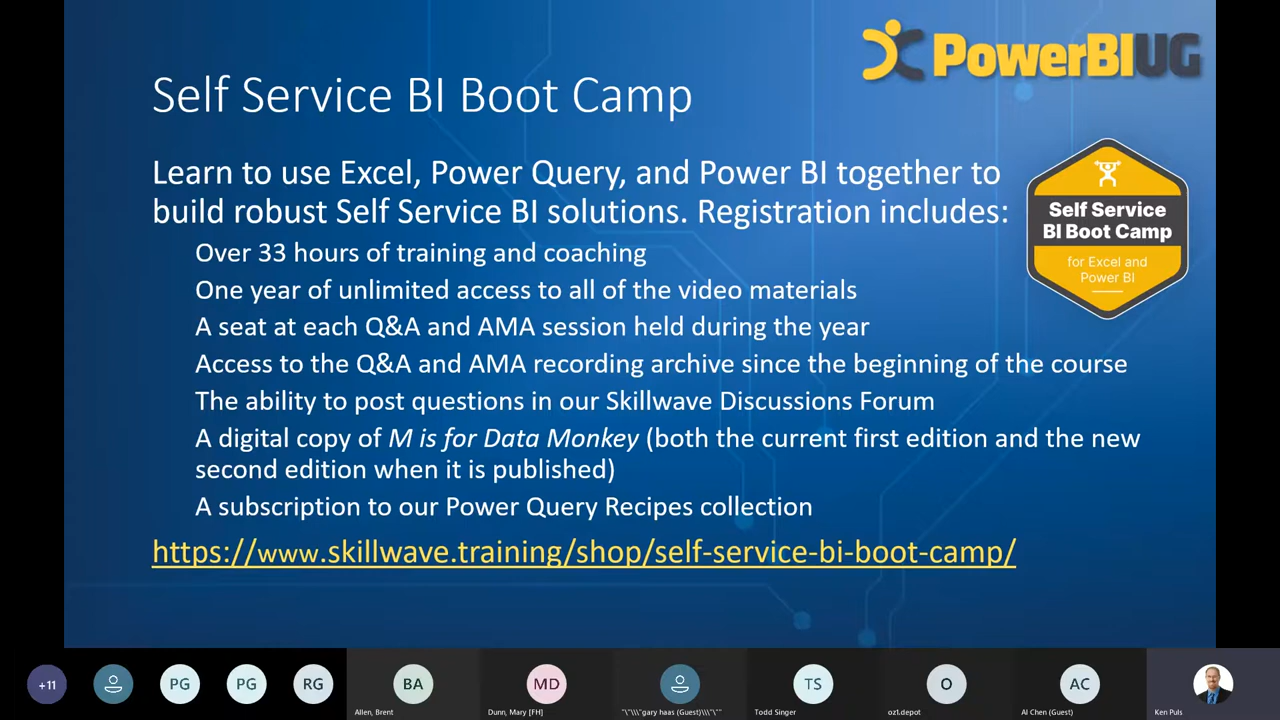 PowerBIUG
Self Service BI Boot Camp
Learn to use Excel, Power Query, and Power BI together to
build robust Self Service BI solutions. Registration includes:
Over 33 hours of training and coaching
One year of unlimited access to all of the video materials
A seat at each Q&A and AMA session held during the year
Access to the Q&A and AMA recording archive since the beginning of the course
The ability to post questions in our Skillwave Discussions Forum
A digital copy of M is for Data Monkey (both the current first edition and the new
second edition when it is published)
A subscription to our Power Query Recipes collection
https://www.skillwave.training/shop/self-service-bi-boot-camp/
Self Service
BI Boot Camp
for Excel and
Power BI
+11
PG
PG
RG
BA
MD
TS
O
AC
Allen, Brent
Dunn, Mary [FH]
"\"\\\"gary haas (Guest)\\\"\""
Todd Singer
oz1.depot
Al Chen (Guest)
Ken Puls